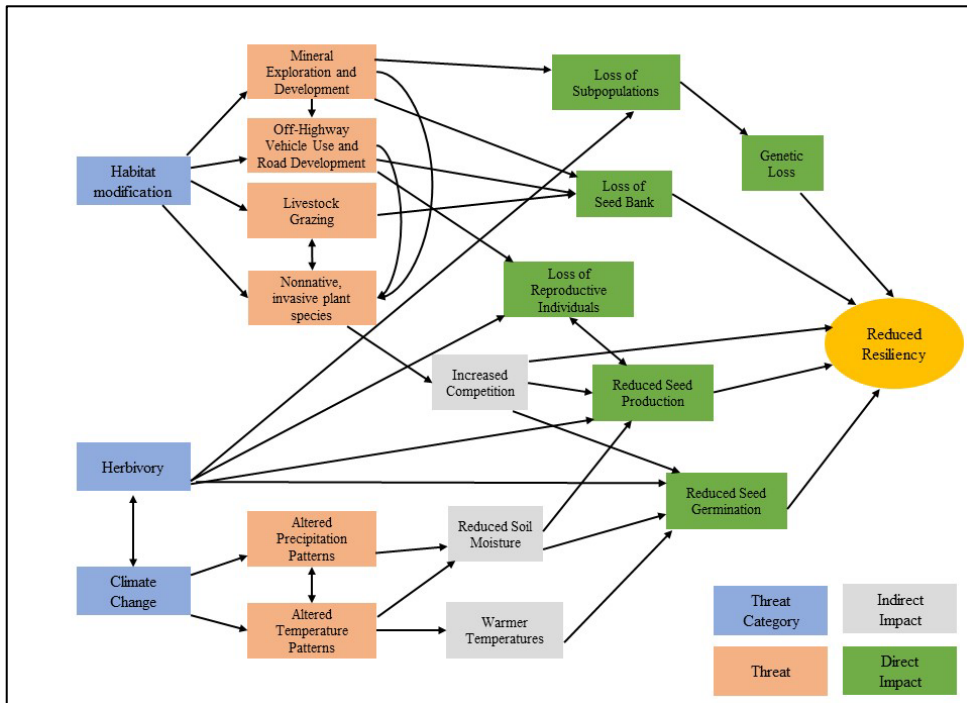 Mineral
Exploration and
Development
Loss of
Subpopulations
Off-Highway
Vehicle Use and
Road Development
Genetic
Loss
Habitat
modification
Livestock
Grazing
Loss of
Seed Bank
Nonnative,
invasive plant
species
Loss of
Reproductive
Individuals
Reduced
Resiliency
Increased
Competition
Reduced Seed
Production
Herbivory
Reduced Seed
Germination
Altered
Precipitation
Patterns
Reduced Soil
Moisture
Climate
Change
Altered
Temperature
Patterns
Warmer
Temperatures
Threat
Category
Indirect
Impact
Threat
Direct
Impact